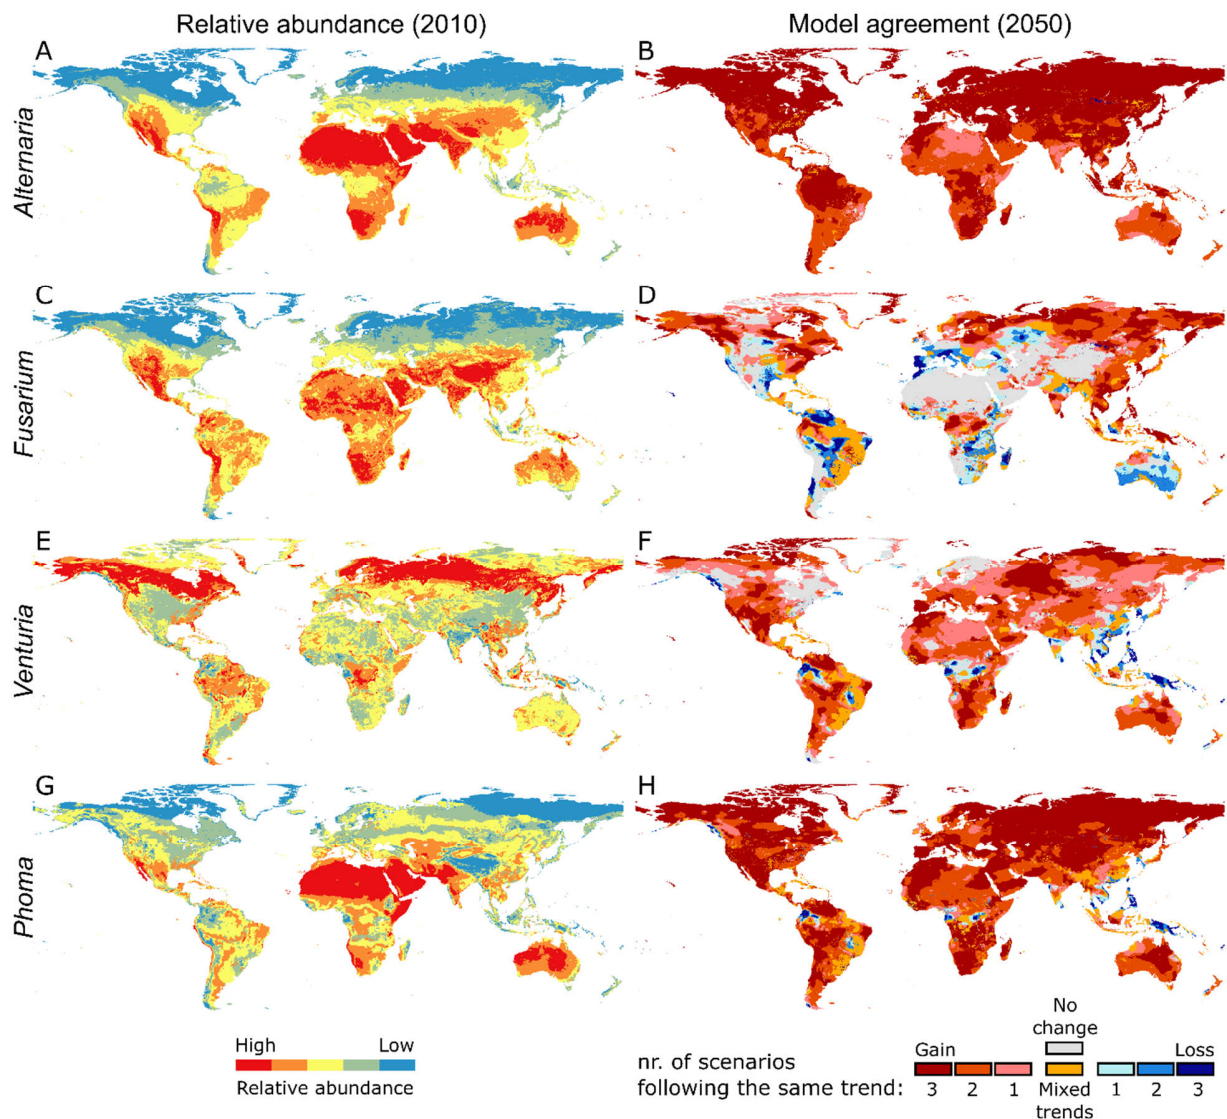 Relative abundance (2010)
Model agreement (2050)
A
B
Alternaria
C
D
Fusarium
E
F
Venturia
G
H
Phoma
High
Low
Relative abundance
nr. of scenarios
following the same trend:
No
change
Gain
Loss
3
2
1
Mixed
trends
1
2
3